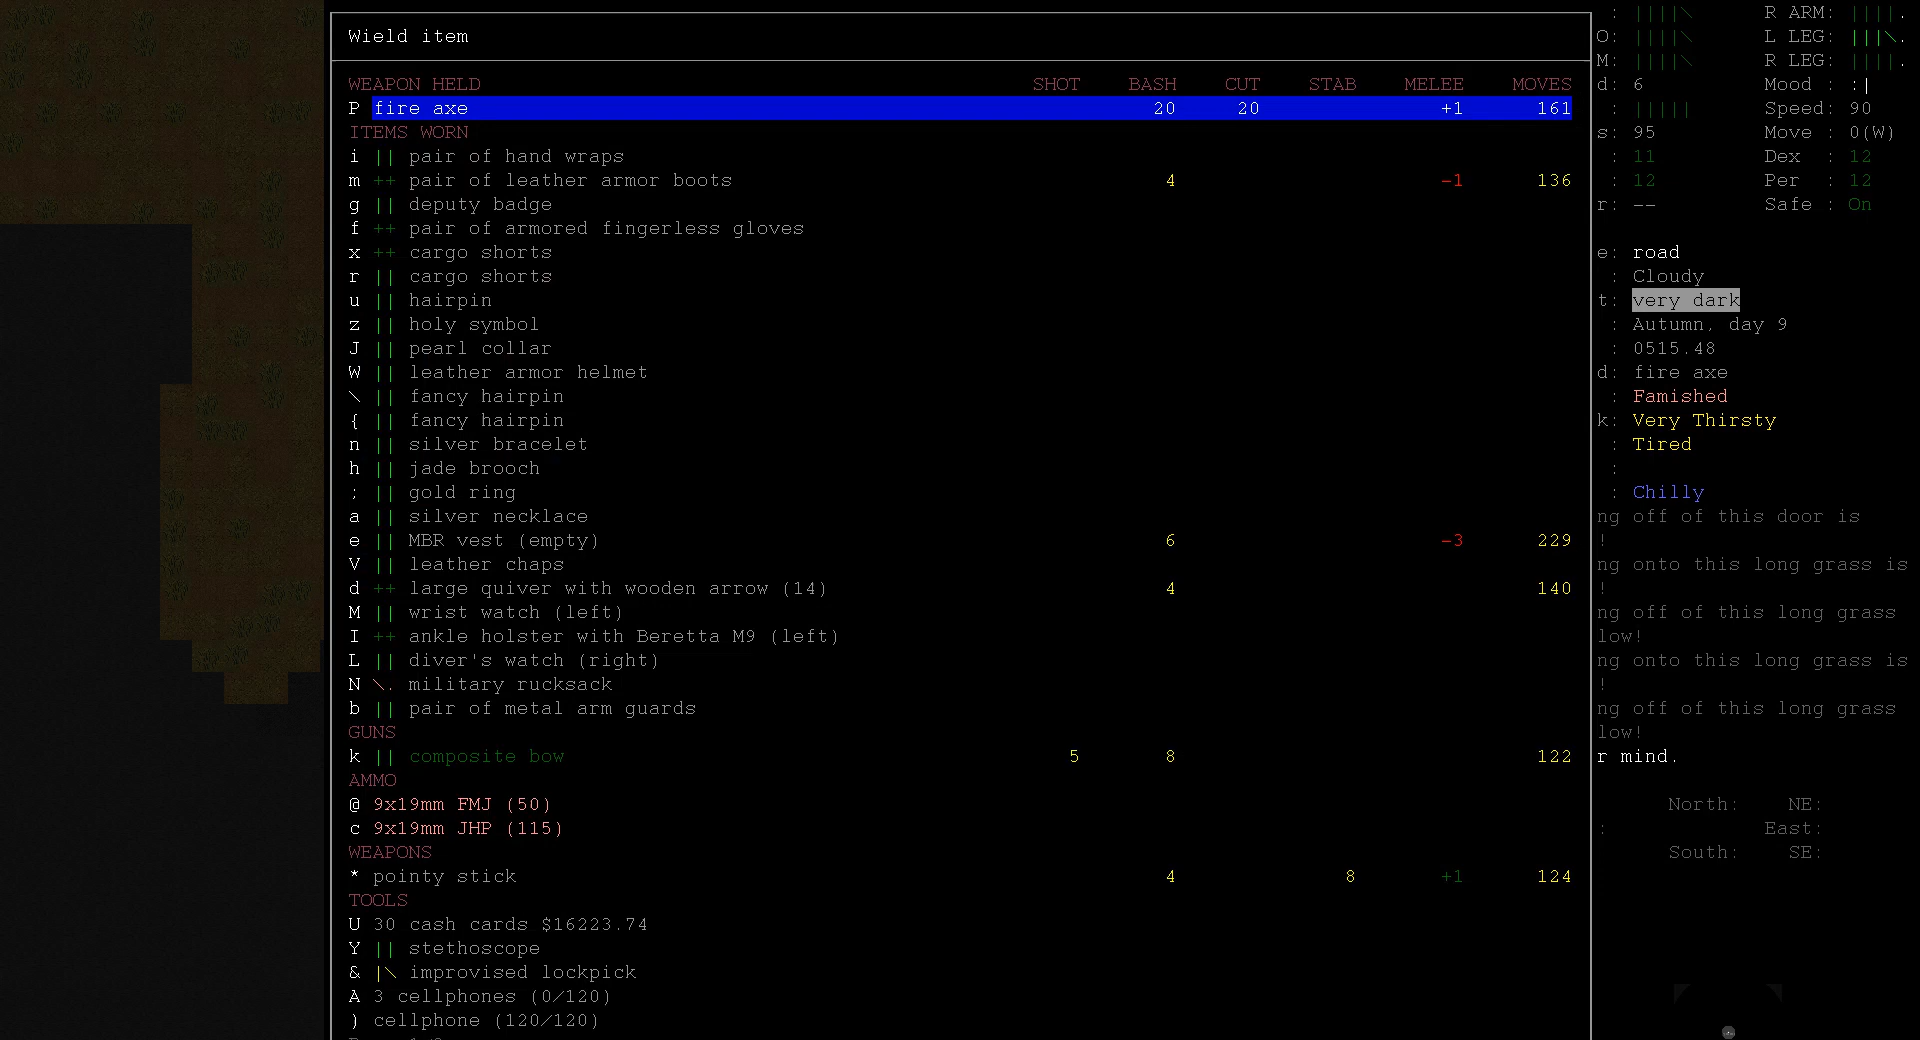 : ||||\ R ARM: ||||.
Wield item O: ||||\ L LEG: |||\.
M: ||||\ R LEG: ||||.
WEAPON HELD SHOT BASH CUT STAB MELEE MOVES d: 6 Mood : :|
P fire axe 20 20 +1 161 : ||||| Speed: 90
ITEMS WORN s: 95 Move : 0(W)
i || pair of hand wraps : 11 Dex : 12
m ++ pair of leather armor boots 4 -1 136 : 12 Per : 12
g || deputy badge r: -- Safe : On
f ++ pair of armored fingerless gloves
x ++ cargo shorts e: road
r || cargo shorts : Cloudy
u || hairpin t: very dark
z || holy symbol : Autumn, day 9
J || pearl collar : 0515.48
W || leather armor helmet d: fire axe
\ || fancy hairpin : Famished
{ || fancy hairpin k: Very Thirsty
n || silver bracelet : Tired
h || jade brooch :
; || gold ring : Chilly
a || silver necklace ng off of this door is
e || MBR vest (empty) 6 -3 229 !
V || leather chaps ng onto this long grass is
d ++ large quiver with wooden arrow (14) 4 140 !
M || wrist watch (left) ng off of this long grass
I ++ ankle holster with Beretta M9 (left) low!
L || diver's watch (right) ng onto this long grass is
N \. military rucksack !
b || pair of metal arm guards ng off of this long grass
GUNS low!
k || composite bow 5 8 122 r mind.
AMMO
@ 9x19mm FMJ (50) North: NE:
c 9x19mm JHP (115) : East:
WEAPONS South: SE:
* pointy stick 4 8 +1 124
TOOLS
U 30 cash cards $16223.74
Y || stethoscope
& |\ improvised lockpick
A 3 cellphones (0/120)
) cellphone (120/120)